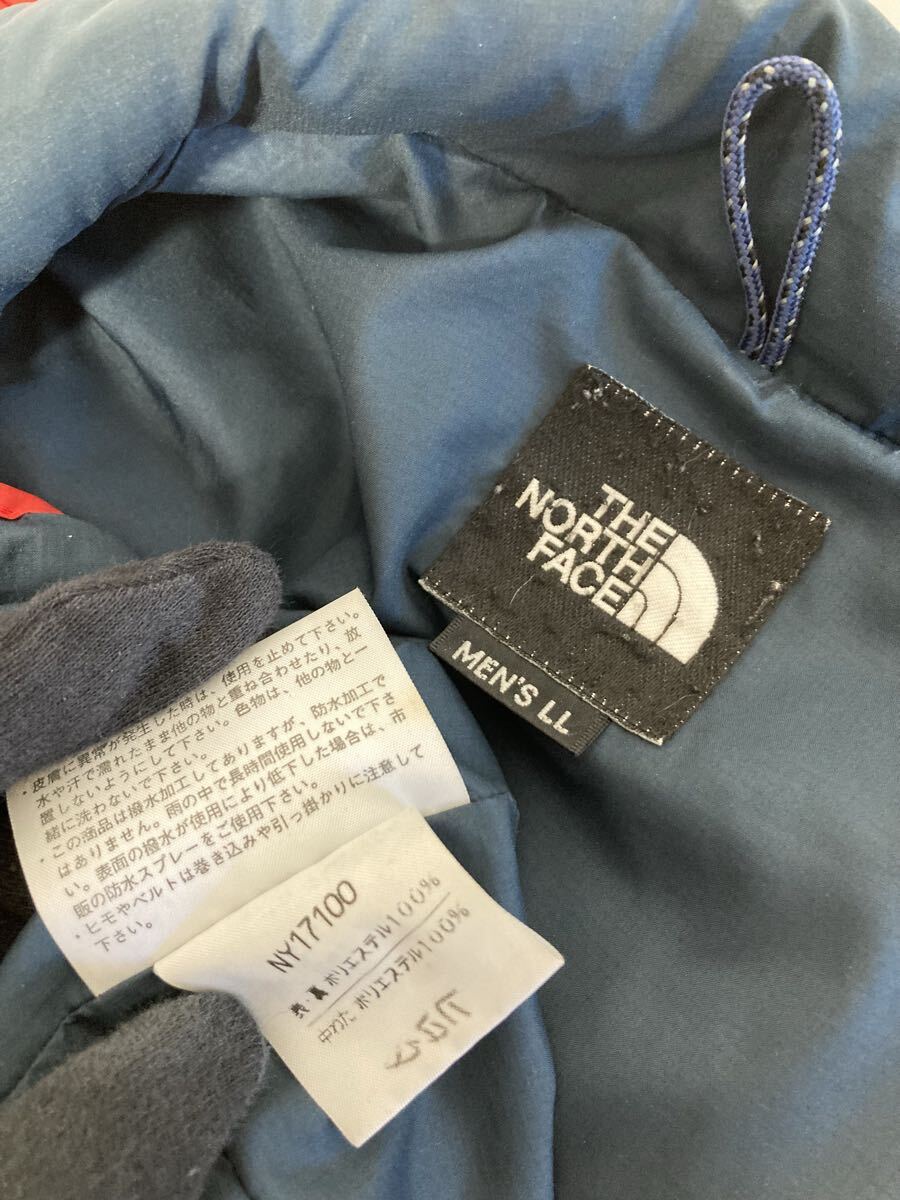 THE
NORTH
FACE
MEN'S LL
・皮膚に異常が発生した時は、使用を止めて下さい。
水や汗で濡れたまま他の物と重ね合わせたり、放
置しないようにして下さい。色物は、他の物と一
緒に洗わないで下さい。
・この商品は撥水加工してありますが、防水加工で
はありません。雨の中で長時間使用しないで下さ
い。表面の撥水が使用により低下した場合は、市
販の防水スプレーをご使用下さい。
・ヒモやベルトは巻き込みや引っ掛かりに注意して
下さい。
NY17100
表・裏 ポリエステル100%
中わた ポリエステル100%